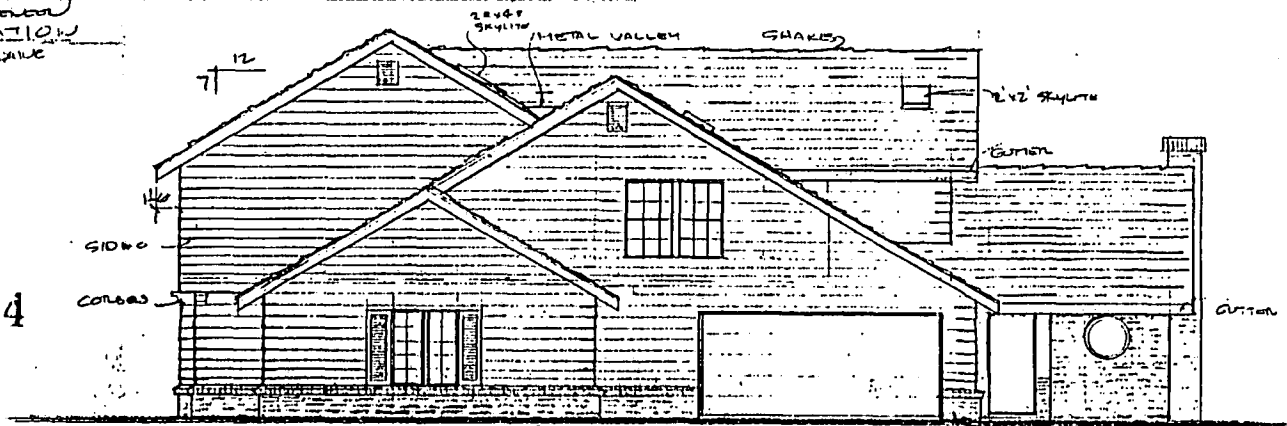 12
7
2'x4'
SKYLITE
METAL VALLEY
SHAKES
2'x2' SKYLITE
GUTTER
SIDING
CORBELS
4
GUTTER